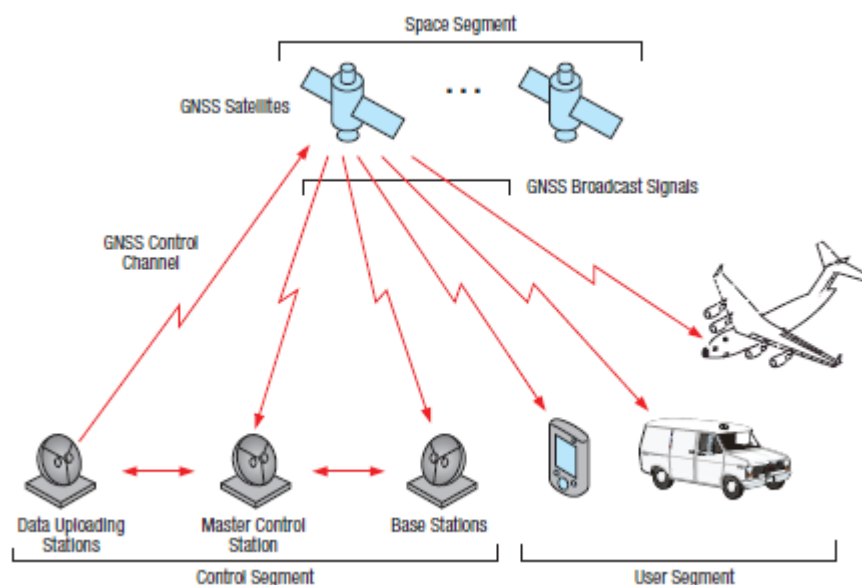 Space Segment
GNSS Satellites
GNSS Broadcast Signals
GNSS Control
Channel
Data Uploading
Stations
Master Control
Station
Base Stations
Control Segment
User Segment